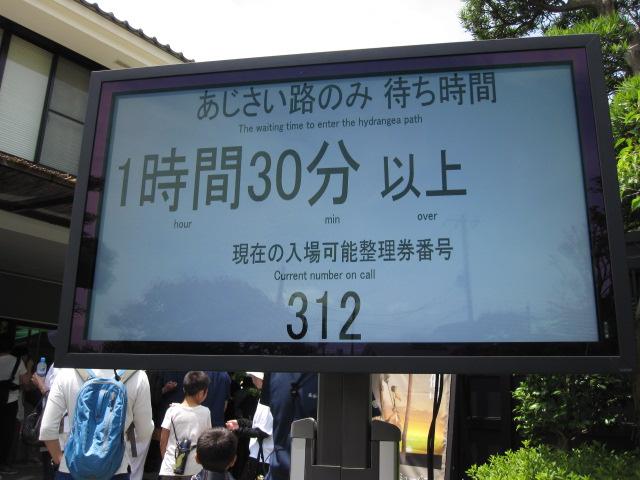 あじさい路のみ 待ち時間
The waiting time to enter the hydrangea path
1時間30分 以上
hour min over
現在の入場可能整理券番号
Current number on call
312